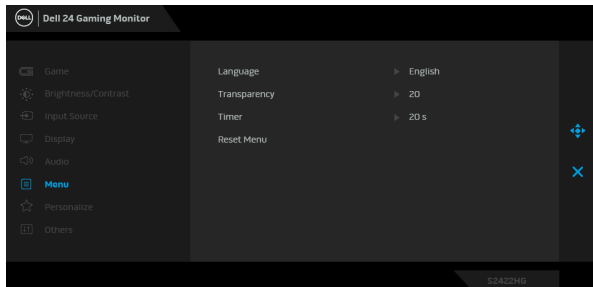 DELL
Dell 24 Gaming Monitor
Game
Brightness/Contrast
Input Source
Display
Audio
Menu
Personalize
Others
Language English
Transparency 20
Timer 20 s
Reset Menu
S2422HG